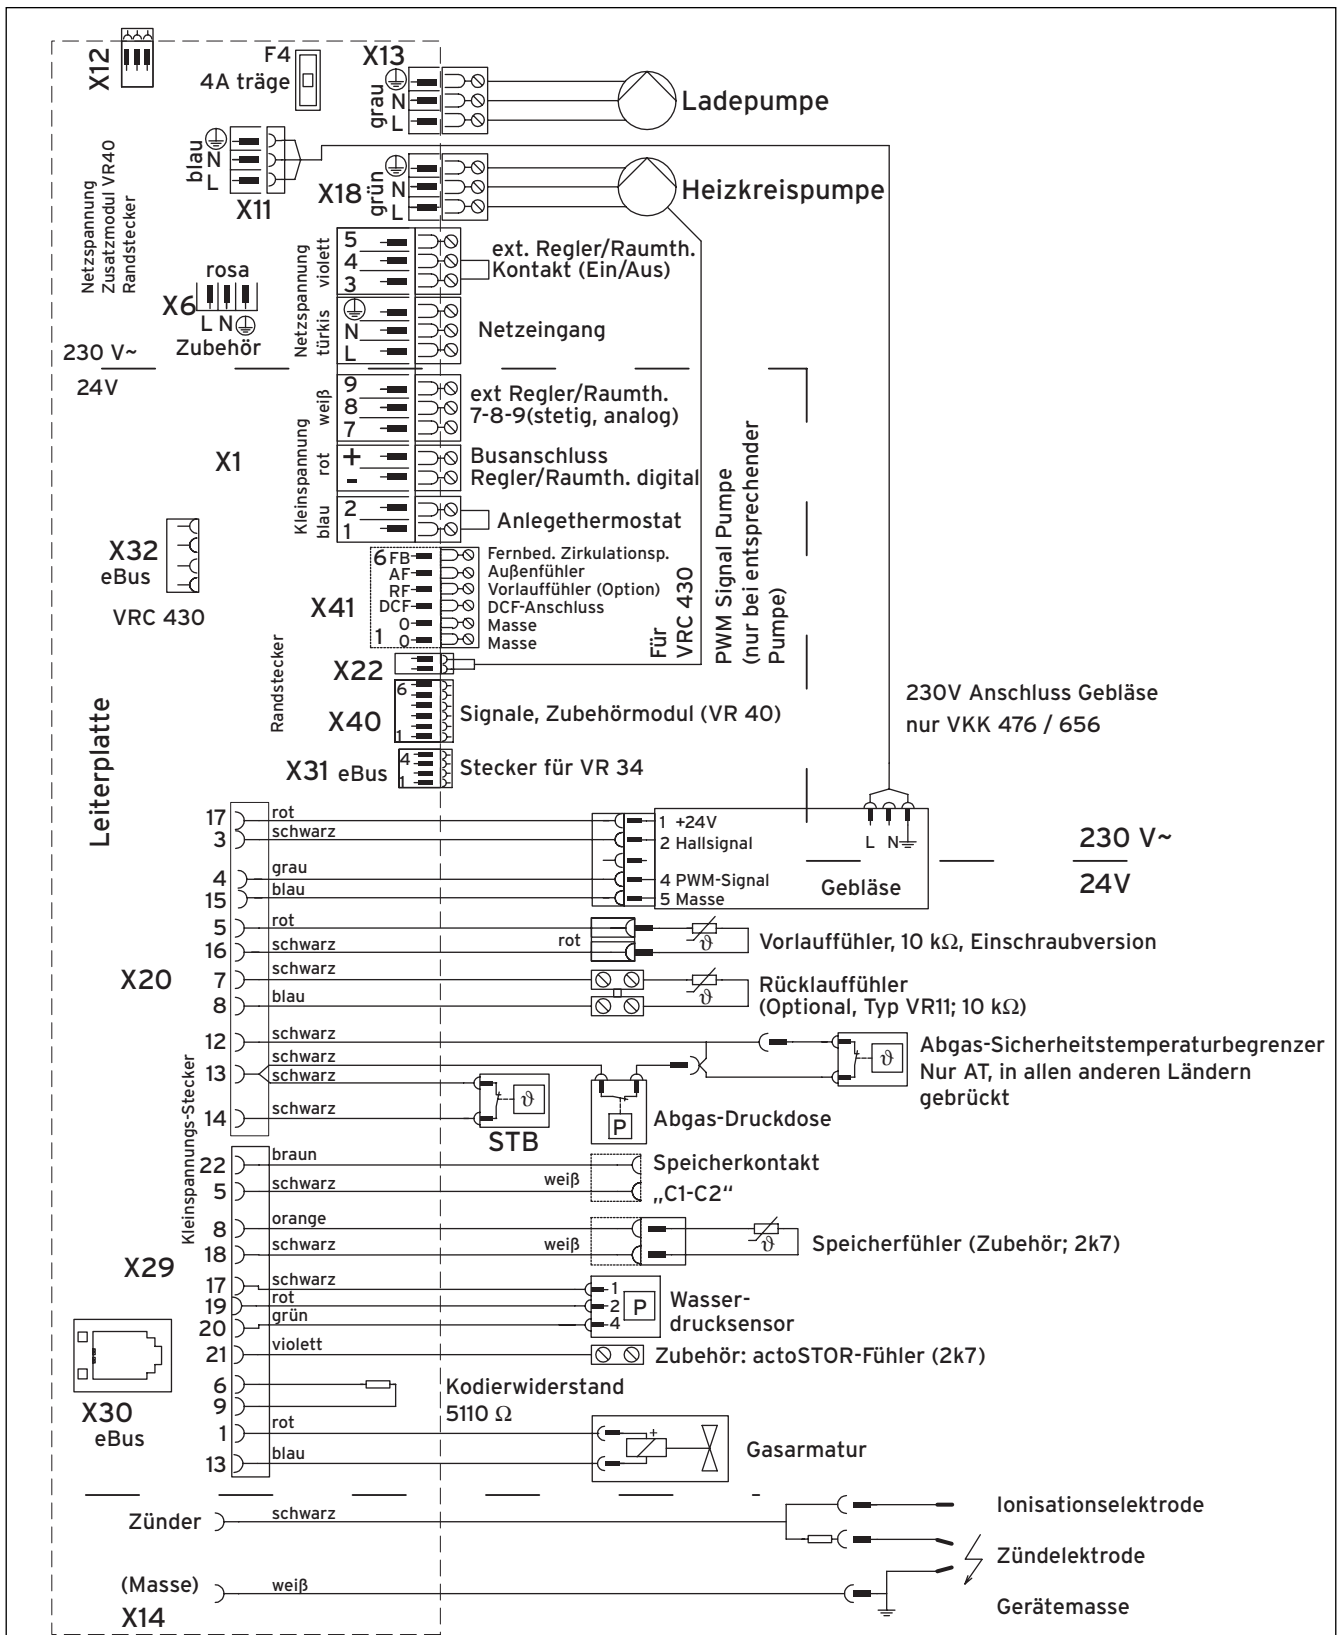 X12
F4
4A träge
X13
grau
N
L
Ladepumpe
blau
N
L
X11
X18
grün
N
L
Heizkreispumpe
Netzspannung
Zusatzmodul VR40
Randstecker
rosa
X6
L N
Zubehör
Netzspannung
violett
5
4
3
ext. Regler/Raumth.
Kontakt (Ein/Aus)
türkis
N
L
Netzeingang
230 V~
24V
X1
Kleinspannung
weiß
9
8
7
ext Regler/Raumth.
7-8-9(stetig, analog)
rot
+
-
Busanschluss
Regler/Raumth. digital
blau
2
1
Anlegethermostat
X32
eBus
VRC 430
X41
6 FB
AF
RF
DCF
0
1 0
Fernbed. Zirkulationsp.
Außenfühler
Vorlauffühler (Option)
DCF-Anschluss
Masse
Masse
Für
VRC 430
PWM Signal Pumpe
(nur bei entsprechender
Pumpe)
Randstecker
X22
X40
6
1
Signale, Zubehörmodul (VR 40)
X31 eBus
4
1
Stecker für VR 34
230V Anschluss Gebläse
nur VKK 476 / 656
Leiterplatte
17
rot
3
schwarz
4
grau
15
blau
1 +24V
2 Hallsignal
4 PWM-Signal
5 Masse
L N
Gebläse
230 V~
24V
X20
5
rot
16
schwarz
rot
Vorlauffühler, 10 kΩ, Einschraubversion
7
schwarz
8
blau
ϑ
ϑ
Rücklauffühler
(Optional, Typ VR11; 10 kΩ)
12
schwarz
13
schwarz
schwarz
14
schwarz
ϑ
STB
P
Abgas-Druckdose
ϑ
Abgas-Sicherheitstemperaturbegrenzer
Nur AT, in allen anderen Ländern
gebrückt
Kleinspannungs-Stecker
X29
22
braun
5
schwarz
weiß
Speicherkontakt
„C1-C2“
8
orange
18
schwarz
weiß
ϑ
Speicherfühler (Zubehör; 2k7)
17
schwarz
19
rot
20
grün
1
2
4
P
Wasser-
drucksensor
21
violett
Zubehör: actoSTOR-Fühler (2k7)
6
9
Kodierwiderstand
5110 Ω
X30
eBus
1
rot
13
blau
+
Gasarmatur
Zünder
schwarz
Ionisationselektrode
Zündelektrode
(Masse)
X14
weiß
Gerätemasse